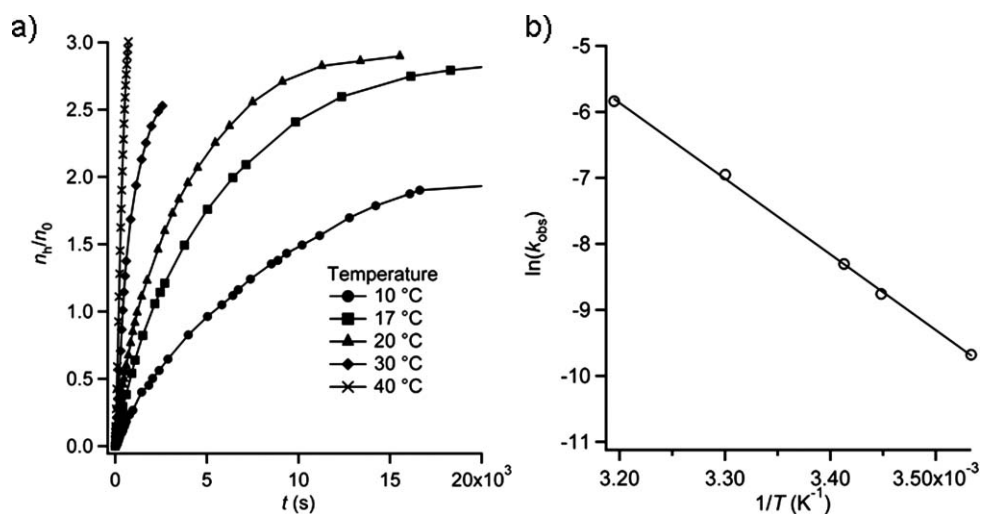 a)
3.0
2.5
2.0
1.5
1.0
0.5
0.0
nh/n0
Temperature
10 °C
17 °C
20 °C
30 °C
40 °C
0
5
10
15
20x10³
t (s)
b)
-5
-6
-7
-8
-9
-10
-11
ln(kobs)
3.20
3.30
3.40
3.50x10⁻³
1/T (K⁻¹)